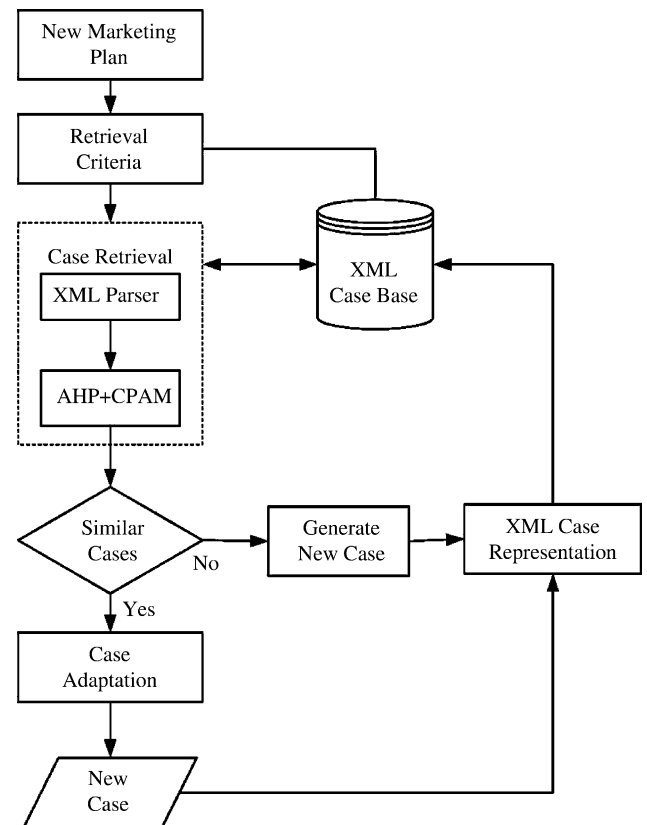 New Marketing
Plan
Retrieval
Criteria
Case Retrieval
XML Parser
AHP+CPAM
XML
Case Base
Similar
Cases
No
Yes
Generate
New Case
XML Case
Representation
Case
Adaptation
New
Case